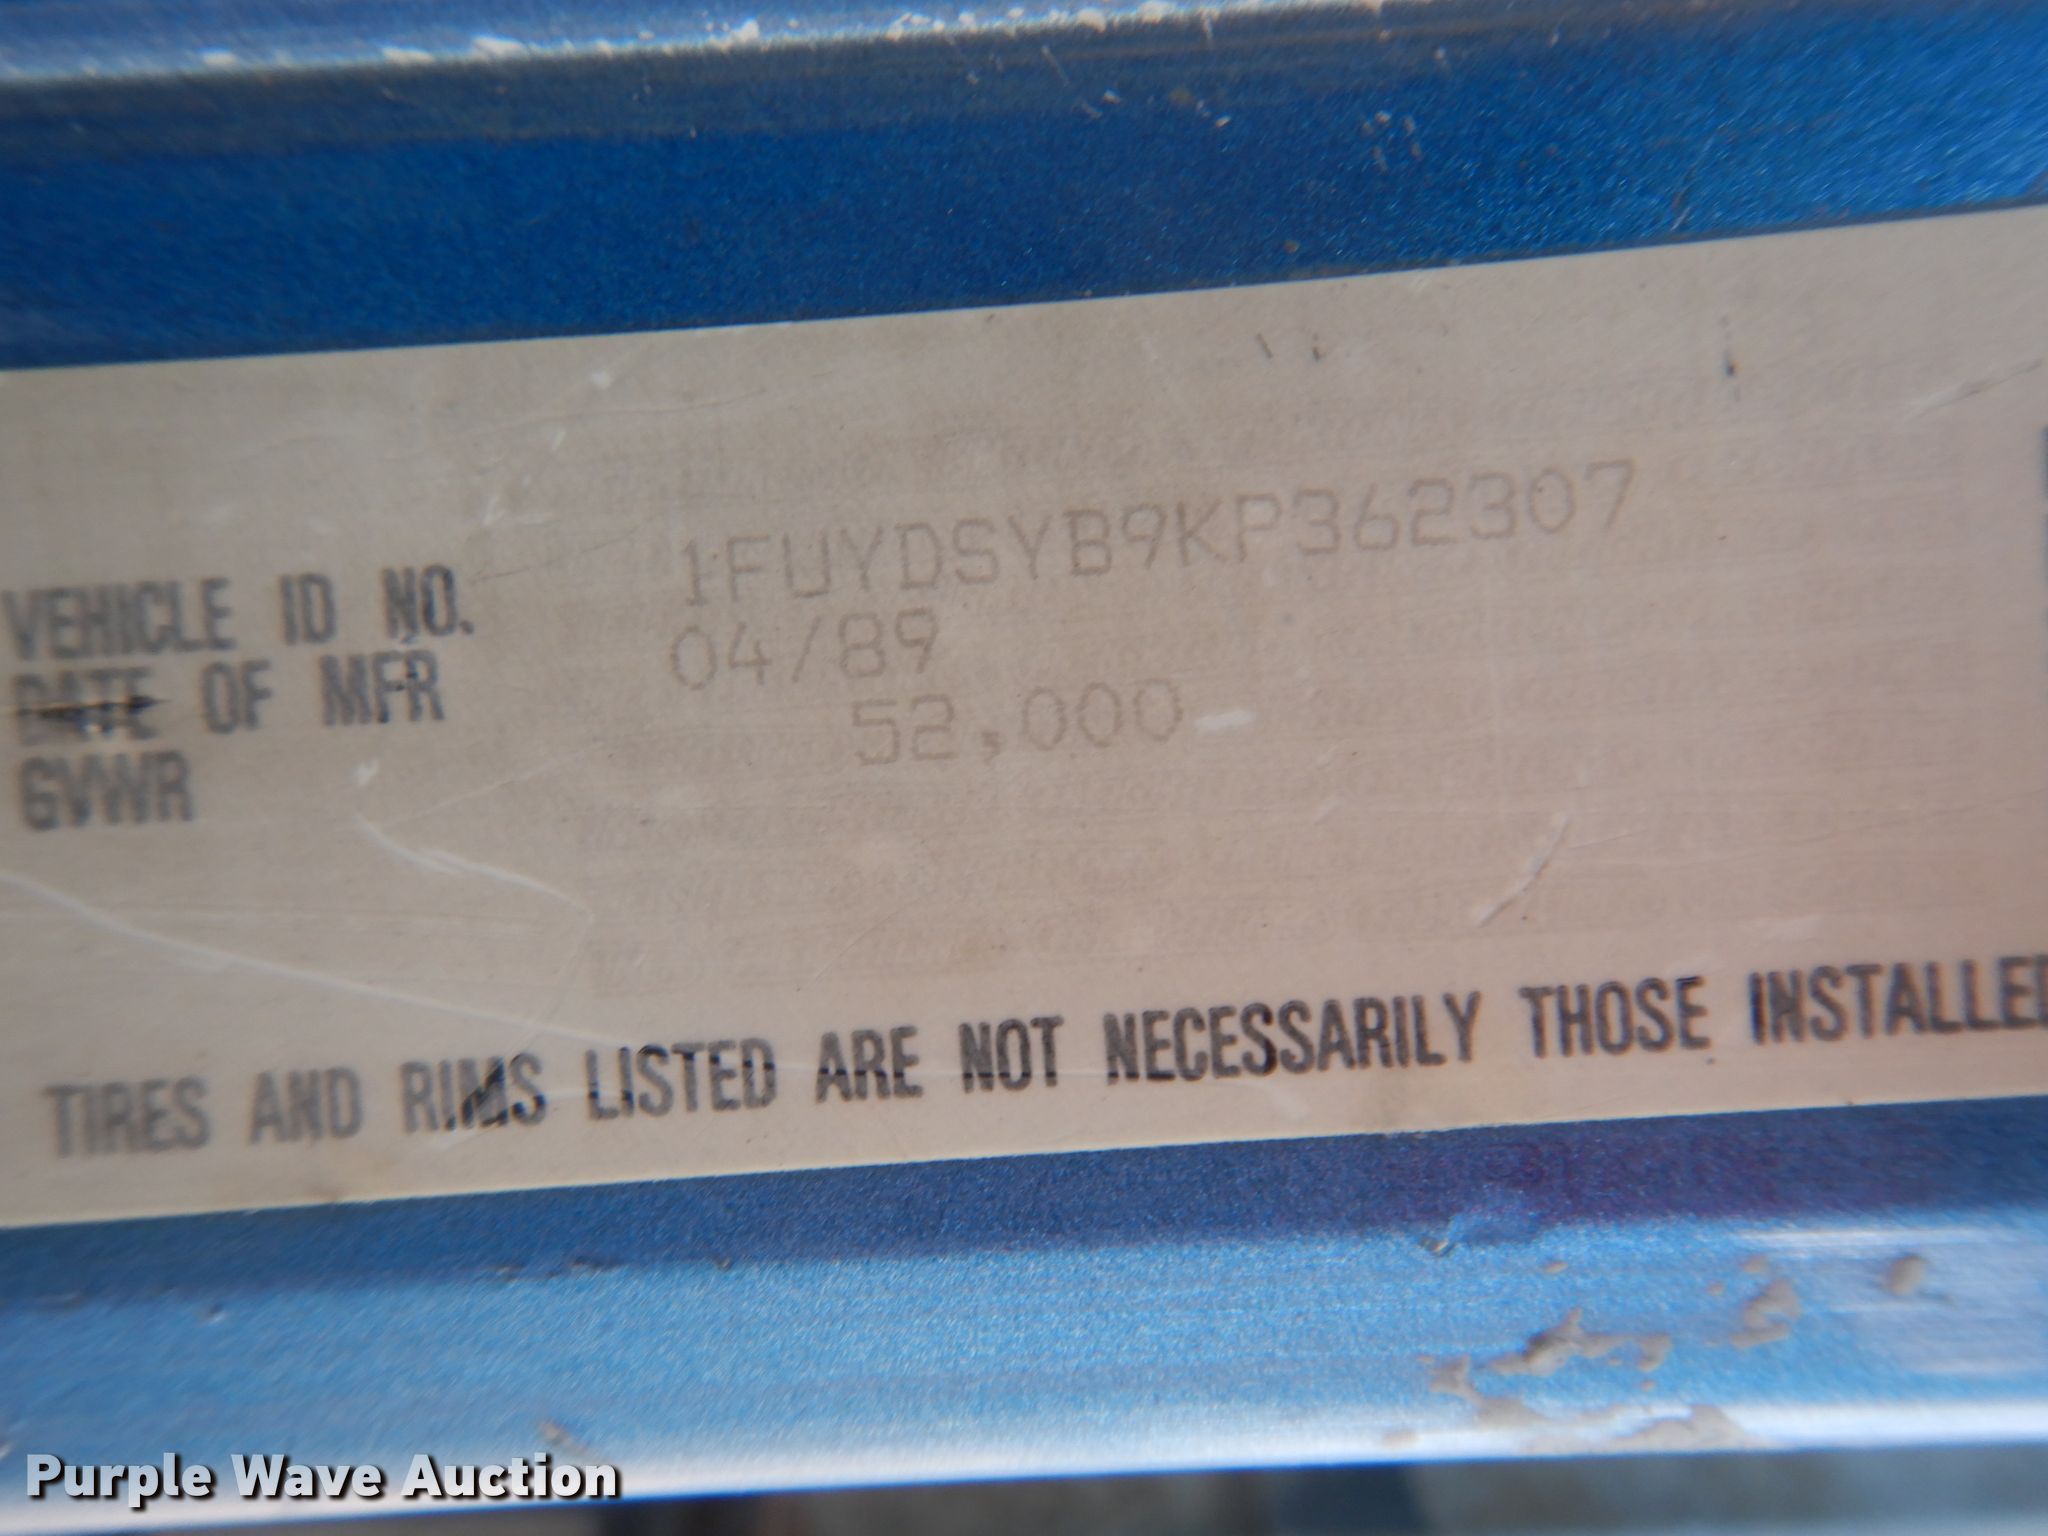 VEHICLE ID NO. 1FUYDSYB9KP362307
DATE OF MFR 04/89
GVWR 52,000
TIRES AND RIMS LISTED ARE NOT NECESSARILY THOSE INSTALLED
Purple Wave Auction